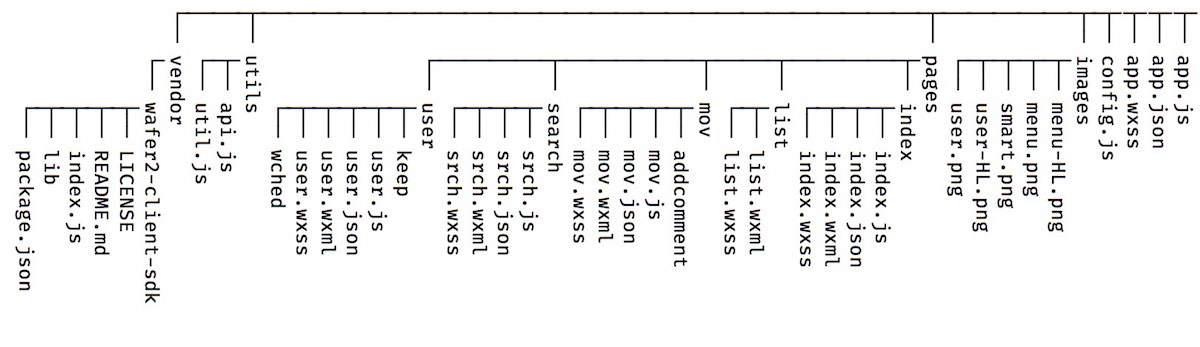 app.js
app.json
app.wxss
config.js
images
menu-HL.png
menu.png
smart.png
user-HL.png
user.png
pages
index
index.js
index.json
index.wxml
index.wxss
list
list.wxml
list.wxss
mov
addcomment
mov.js
mov.json
mov.wxml
mov.wxss
search
srch.js
srch.json
srch.wxml
srch.wxss
user
keep
user.js
user.json
user.wxml
user.wxss
wched
utils
api.js
util.js
vendor
wafer2-client-sdk
LICENSE
README.md
index.js
lib
package.json